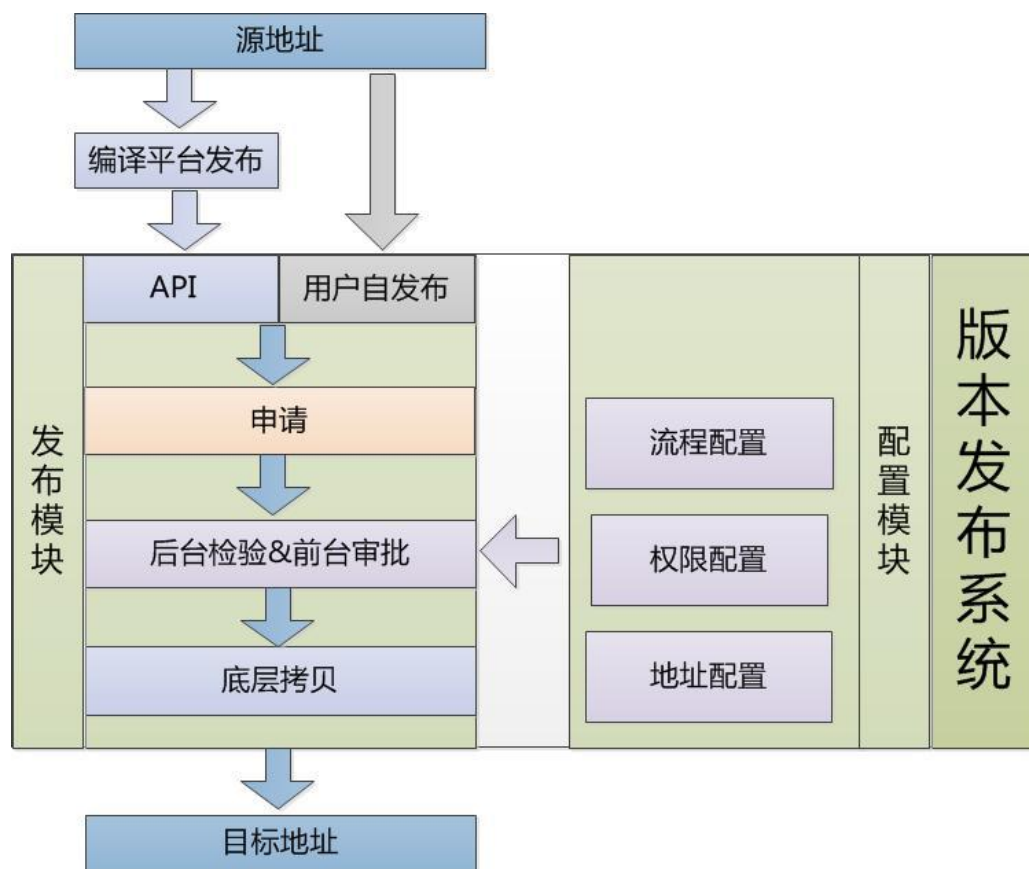 源地址
编译平台发布
API
用户自发布
申请
后台检验&前台审批
底层拷贝
目标地址
发布模块
流程配置
权限配置
地址配置
配置模块
版本发布系统